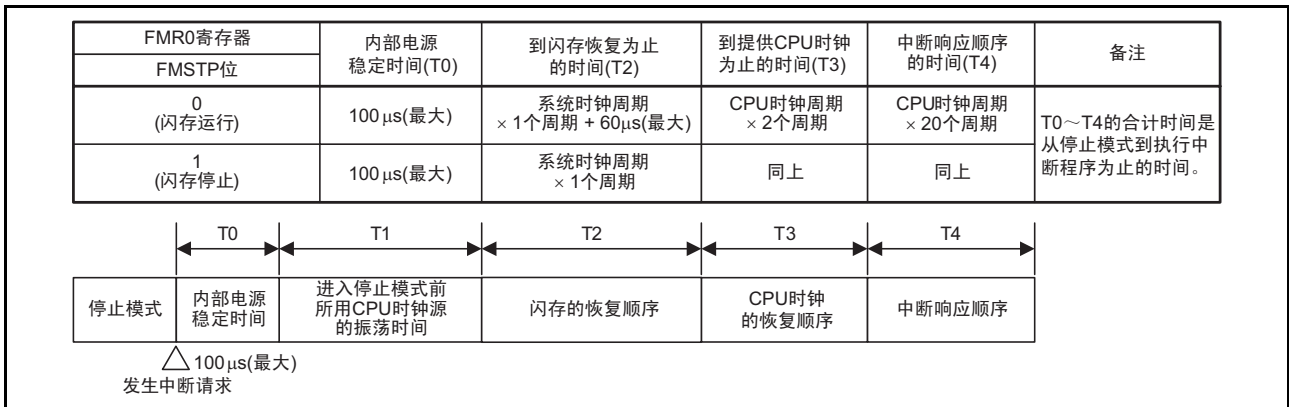 FMR0寄存器
FMSTP位
内部电源
稳定时间(T0)
到闪存恢复为止
的时间(T2)
到提供CPU时钟
为止的时间(T3)
中断响应顺序
的时间(T4)
备注
0
(闪存运行)
100 μs(最大)
系统时钟周期
× 1个周期 + 60μs(最大)
CPU时钟周期
× 2个周期
CPU时钟周期
× 20个周期
T0～T4的合计时间是
从停止模式到执行中
断程序为止的时间。
1
(闪存停止)
100 μs(最大)
系统时钟周期
× 1个周期
同上
同上
T0
T1
T2
T3
T4
停止模式
内部电源
稳定时间
进入停止模式前
所用CPU时钟源
的振荡时间
闪存的恢复顺序
CPU时钟
的恢复顺序
中断响应顺序
100 μs(最大)
发生中断请求